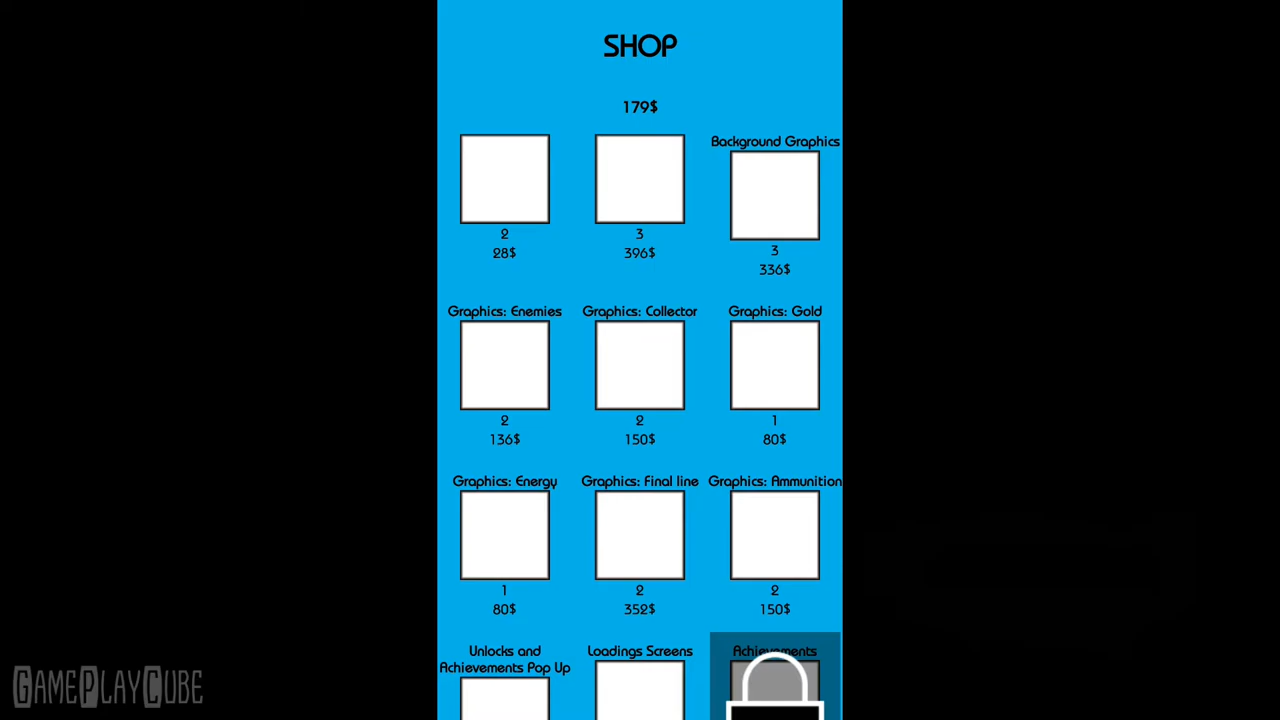 SHOP
179$
Background Graphics
2
28$
3
396$
3
336$
Graphics: Enemies
Graphics: Collector
Graphics: Gold
2
136$
2
150$
1
80$
Graphics: Energy
Graphics: Final line
Graphics: Ammunition
1
80$
2
352$
2
150$
Unlocks and
Achievements Pop Up
Loadings Screens
Achievements
GamePlayCube